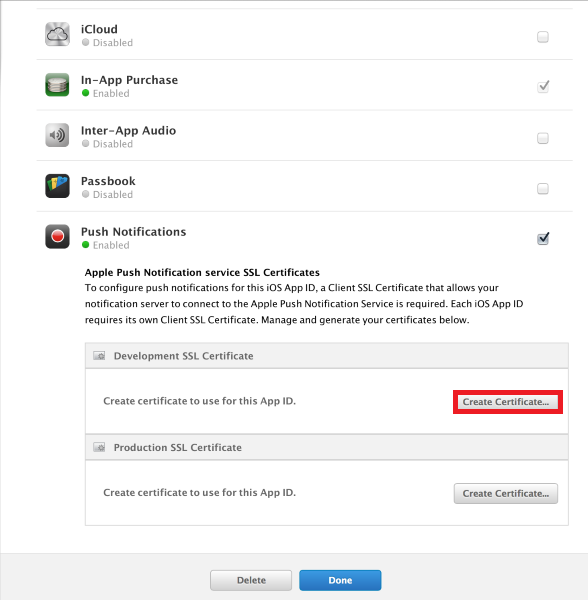 iCloud
Disabled
In-App Purchase
Enabled
Inter-App Audio
Disabled
Passbook
Disabled
Push Notifications
Enabled
Apple Push Notification service SSL Certificates
To configure push notifications for this iOS App ID, a Client SSL Certificate that allows your
notification server to connect to the Apple Push Notification Service is required. Each iOS App ID
requires its own Client SSL Certificate. Manage and generate your certificates below.
Development SSL Certificate
Create certificate to use for this App ID.
Create Certificate...
Production SSL Certificate
Create certificate to use for this App ID.
Create Certificate...
Delete
Done